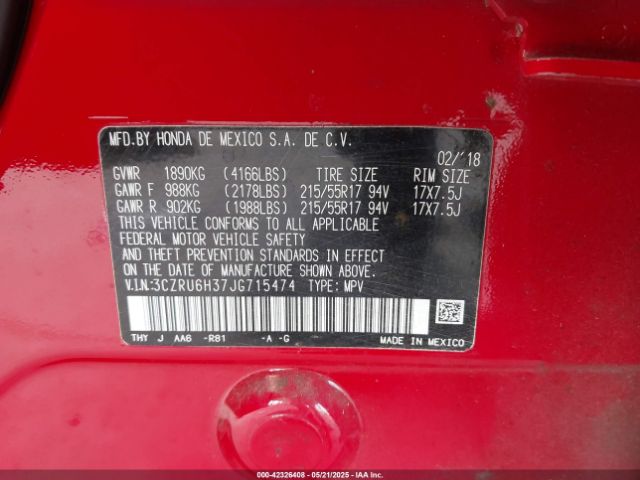 MFD.BY HONDA DE MEXICO S.A. DE C.V.
02/'18
GVWR 1890KG (4166LBS) TIRE SIZE RIM SIZE
GAWR F 988KG (2178LBS) 215/55R17 94V 17X7.5J
GAWR R 902KG (1988LBS) 215/55R17 94V 17X7.5J
THIS VEHICLE CONFORMS TO ALL APPLICABLE
FEDERAL MOTOR VEHICLE SAFETY
AND THEFT PREVENTION STANDARDS IN EFFECT
ON THE DATE OF MANUFACTURE SHOWN ABOVE.
V.I.N.:3CZRU6H37JG715474 TYPE: MPV
THY J AA6 -R81 -A -G MADE IN MEXICO
000-42326408 - 05/21/2025 - IAAI.COM